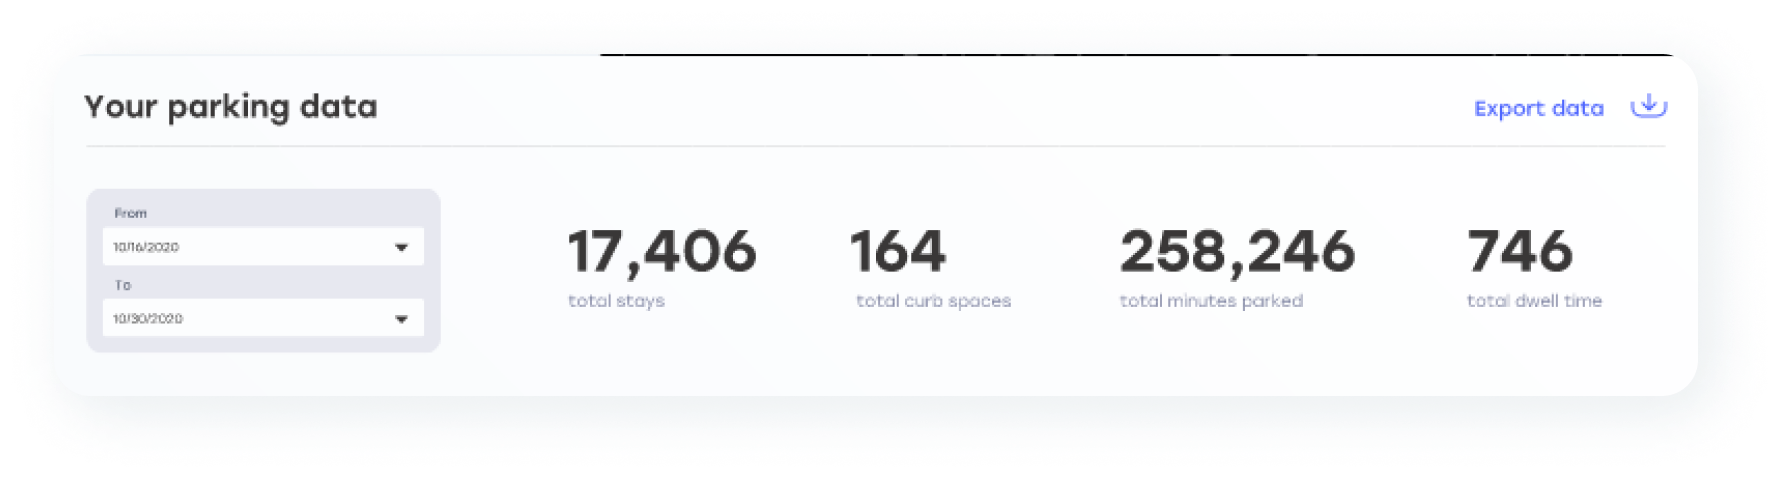 Your parking data
Export data
From
10/16/2020
To
10/30/2020
17,406
total stays
164
total curb spaces
258,246
total minutes parked
746
total dwell time